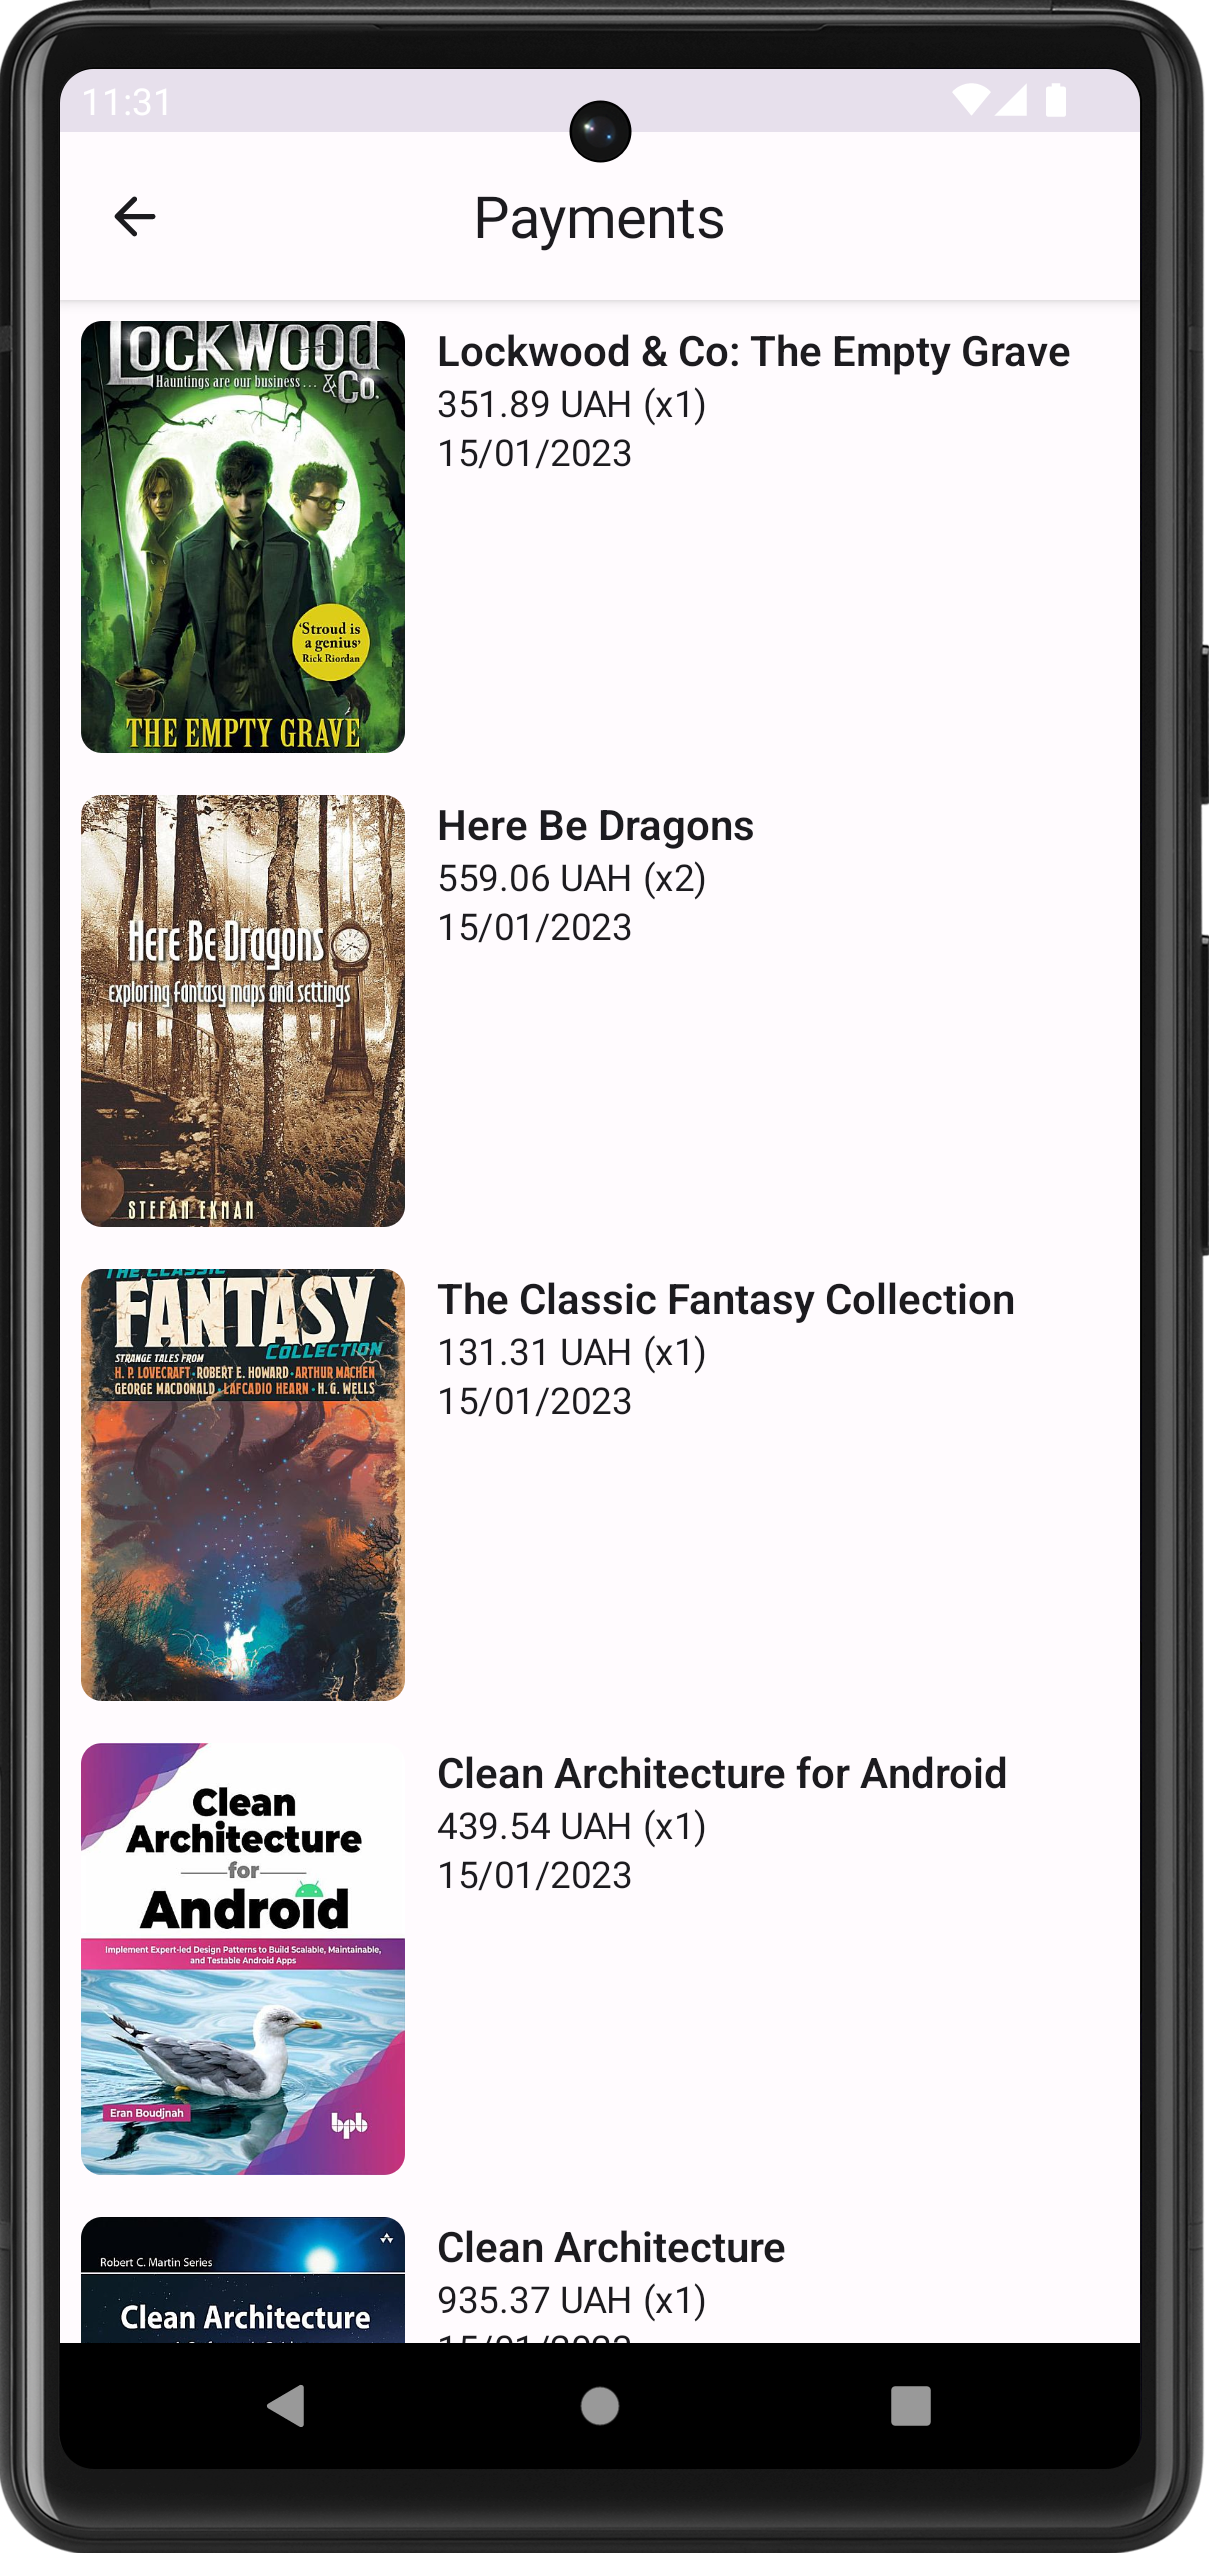 11:31
Payments
LOCKWOOD
Hauntings are our business ... & Co.
'Stroud is
a genius'
Rick Riordan
THE EMPTY GRAVE
Lockwood & Co: The Empty Grave
351.89 UAH (x1)
15/01/2023
Here Be Dragons
exploring fantasy maps and settings
STEFAN EKMAN
Here Be Dragons
559.06 UAH (x2)
15/01/2023
THE CLASSIC
FANTASY
COLLECTION
STRANGE TALES FROM
H. P. LOVECRAFT · ROBERT E. HOWARD · ARTHUR MACHEN
GEORGE MACDONALD · LAFCADIO HEARN · H. G. WELLS
The Classic Fantasy Collection
131.31 UAH (x1)
15/01/2023
Clean
Architecture
for
Android
Implement Expert-led Design Patterns to Build Scalable, Maintainable,
and Testable Android Apps
Eran Boudjnah
bpb
Clean Architecture for Android
439.54 UAH (x1)
15/01/2023
Robert C. Martin Series
Clean Architecture
Clean Architecture
935.37 UAH (x1)